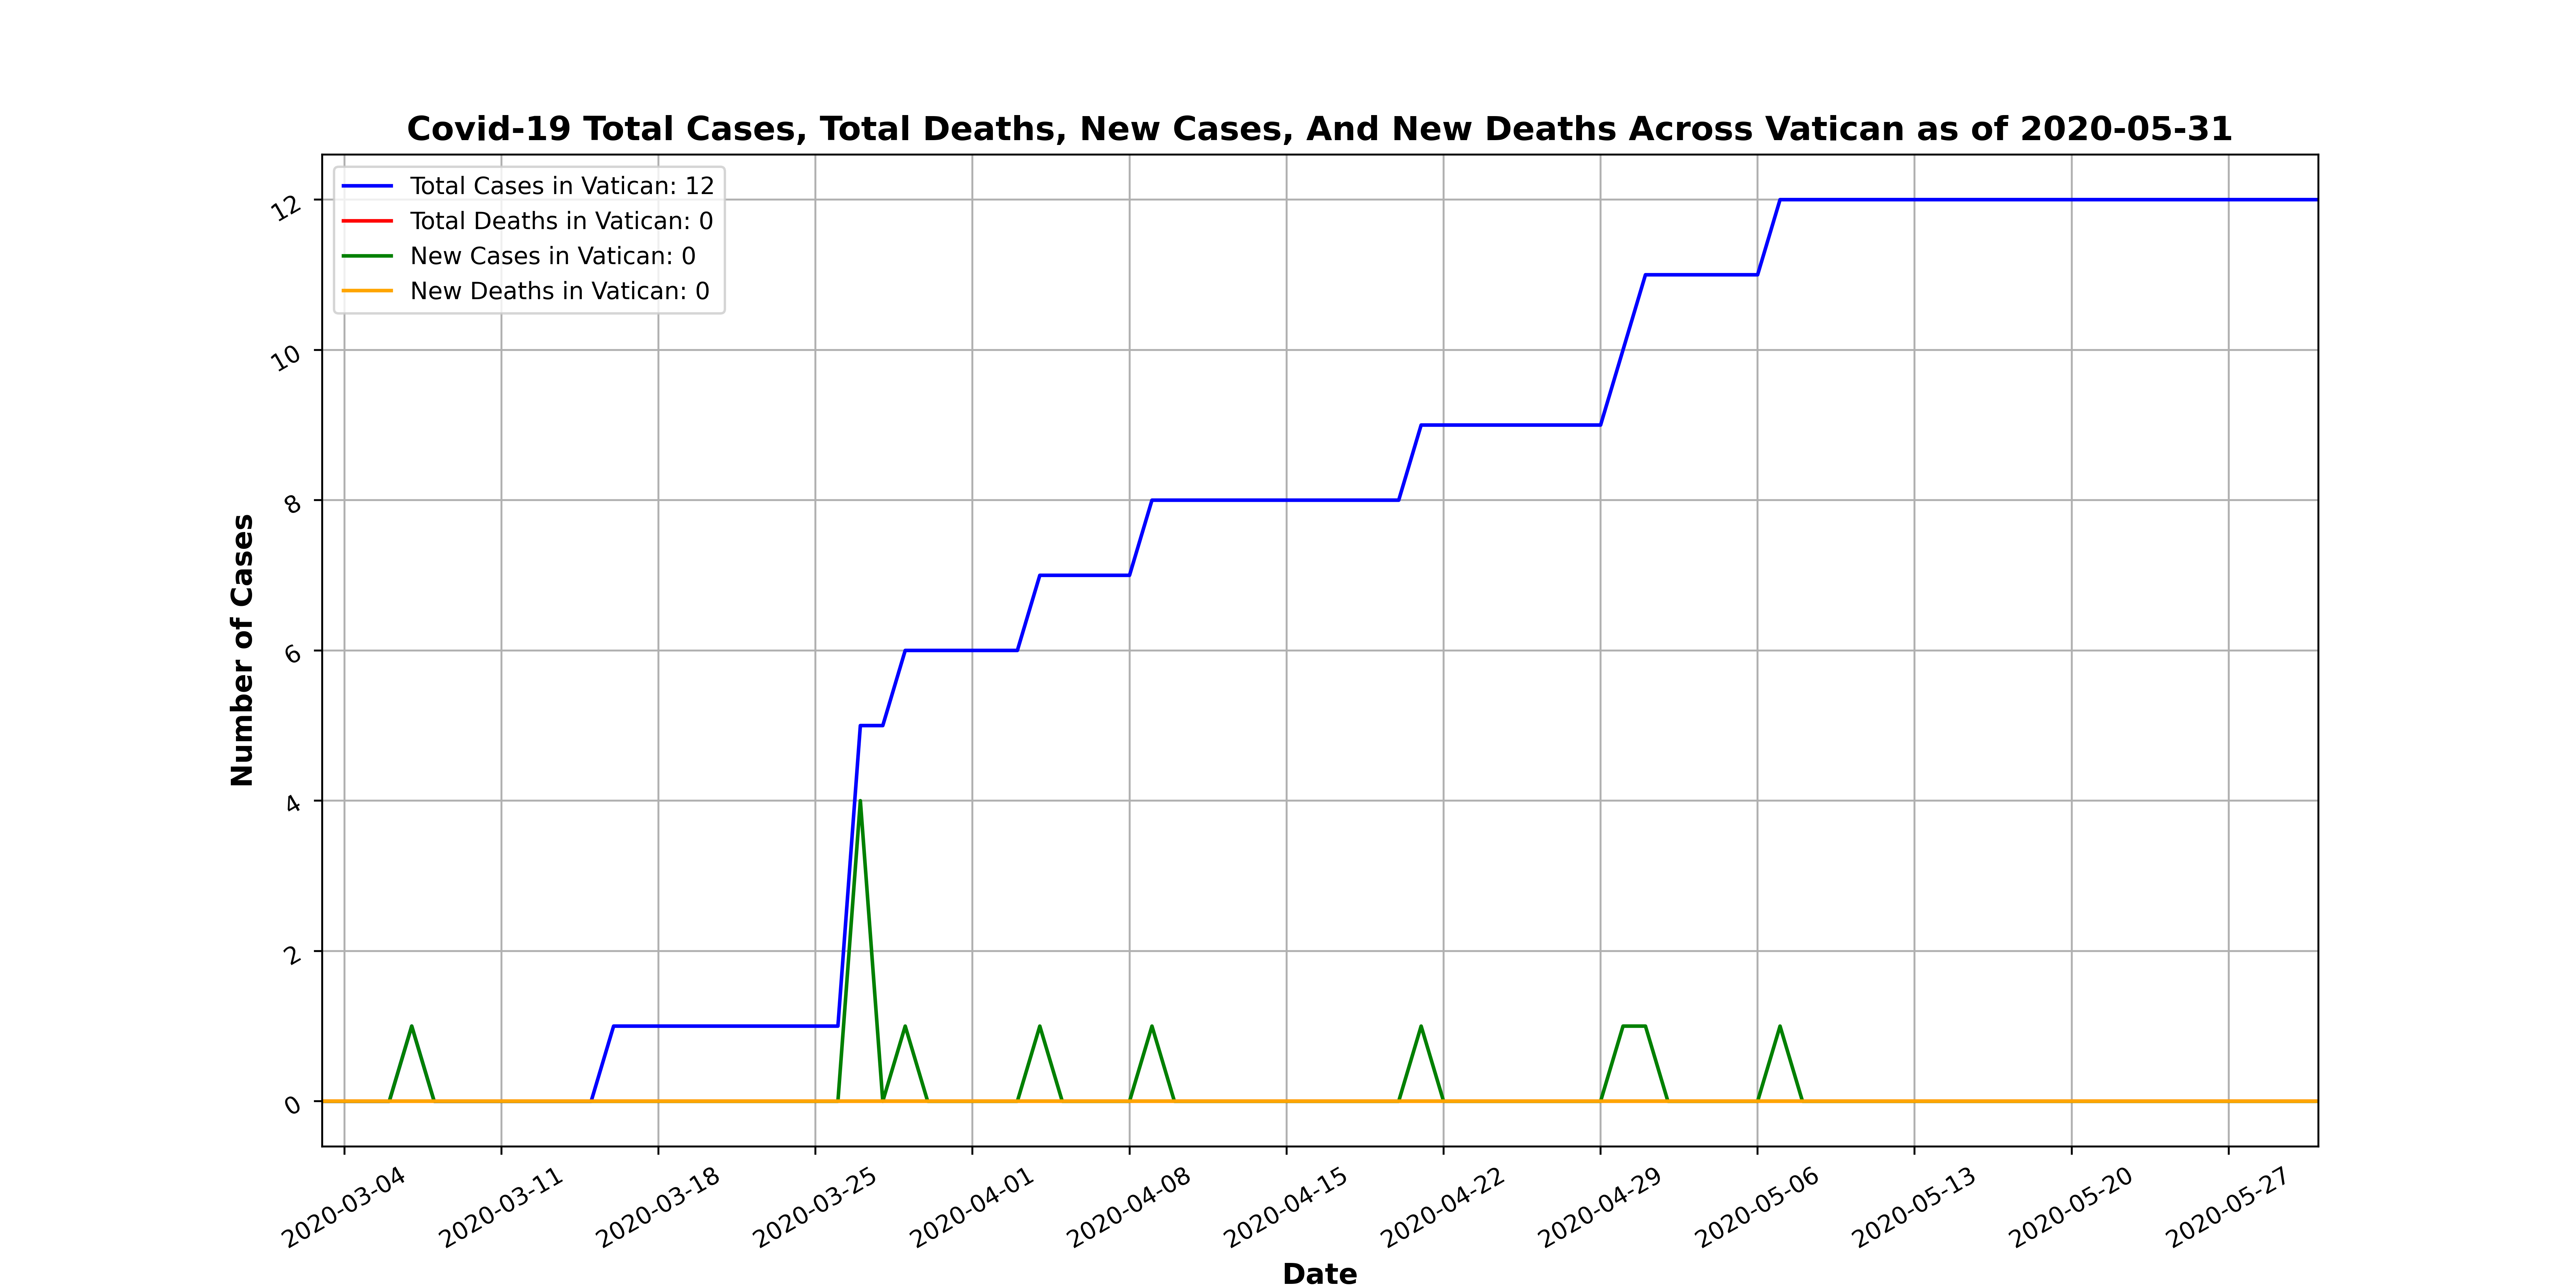 Covid-19 Total Cases, Total Deaths, New Cases, And New Deaths Across Vatican as of 2020-05-31
Total Cases in Vatican: 12
Total Deaths in Vatican: 0
New Cases in Vatican: 0
New Deaths in Vatican: 0
Number of Cases
12
10
8
6
4
2
0
2020-03-04
2020-03-11
2020-03-18
2020-03-25
2020-04-01
2020-04-08
2020-04-15
2020-04-22
2020-04-29
2020-05-06
2020-05-13
2020-05-20
2020-05-27
Date